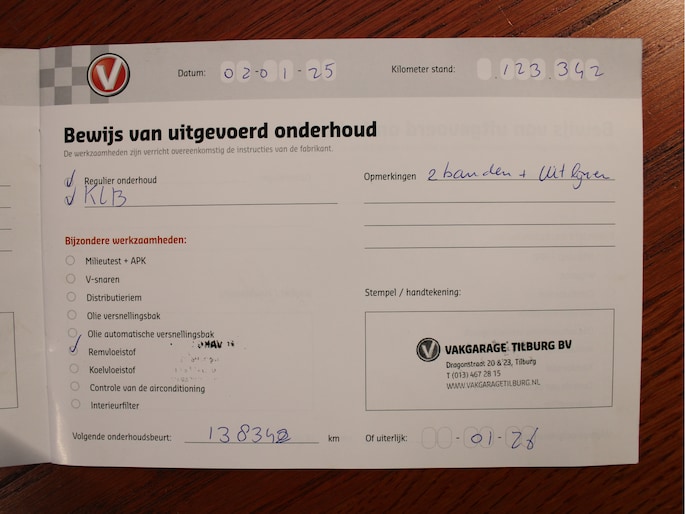 V
Datum: 02-01-25
Kilometer stand: 123.342
Bewijs van uitgevoerd onderhoud
De werkzaamheden zijn verricht overeenkomstig de instructies van de fabrikant.
Regulier onderhoud
KLB
Opmerkingen 2 banden + Uitlijnen
Bijzondere werkzaamheden:
Milieutest + APK
V-snaren
Distributieriem
Olie versnellingsbak
Olie automatische versnellingsbak
Remvloeistof
Koelvloeistof
Controle van de airconditioning
Interieurfilter
Stempel / handtekening:
V VAKGARAGE TILBURG BV
Dragonstraat 20 & 23, Tilburg
T (013) 467 28 15
WWW.VAKGARAGETILBURG.NL
Volgende onderhoudsbeurt: 138342 km
Of uiterlijk: -01-26